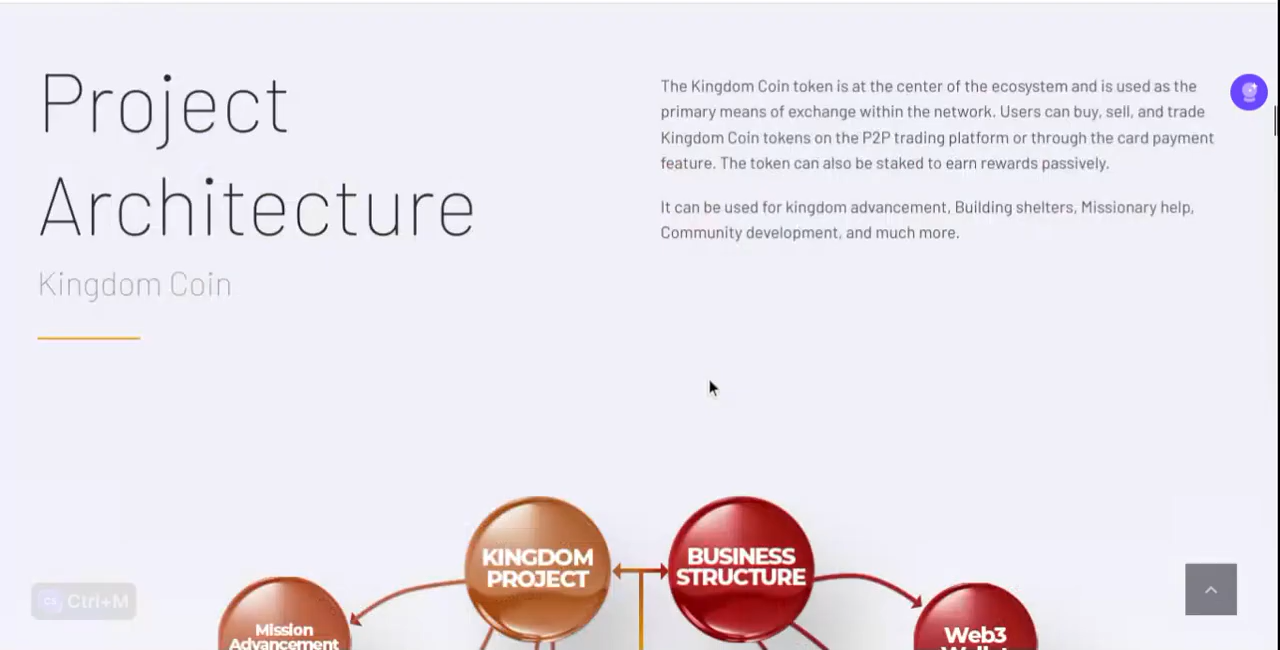 Project
Architecture
Kingdom Coin
The Kingdom Coin token is at the center of the ecosystem and is used as the
primary means of exchange within the network. Users can buy, sell, and trade
Kingdom Coin tokens on the P2P trading platform or through the card payment
feature. The token can also be staked to earn rewards passively.
It can be used for kingdom advancement, Building shelters, Missionary help,
Community development, and much more.
KINGDOM
PROJECT
BUSINESS
STRUCTURE
Mission
Advancement
Web3
Wallet
Ctrl+M